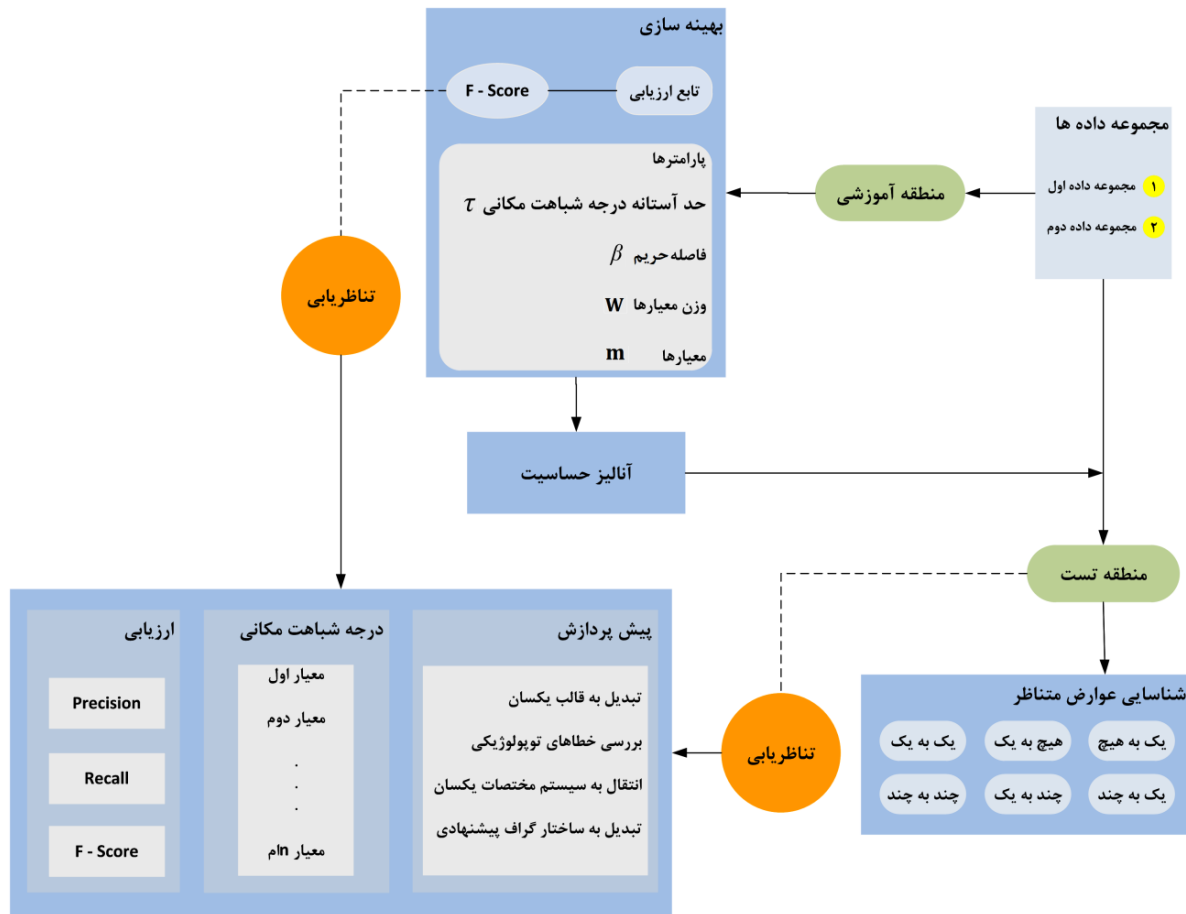 بهینه سازی
تابع ارزیابی
F - Score
پارامترها
حد آستانه درجه شباهت مکانی τ
فاصله حریم β
وزن معیارها w
معیارها m
مجموعه داده ها
۱ مجموعه داده اول
۲ مجموعه داده دوم
منطقه آموزشی
تناظریابی
آنالیز حساسیت
منطقه تست
شناسایی عوارض متناظر
یک به هیچ
هیچ به یک
یک به یک
یک به چند
چند به یک
چند به چند
تناظریابی
پیش پردازش
تبدیل به قالب یکسان
بررسی خطاهای توپولوژیکی
انتقال به سیستم مختصات یکسان
تبدیل به ساختار گراف پیشنهادی
درجه شباهت مکانی
معیار اول
معیار دوم
.
.
.
معیار nام
ارزیابی
Precision
Recall
F - Score